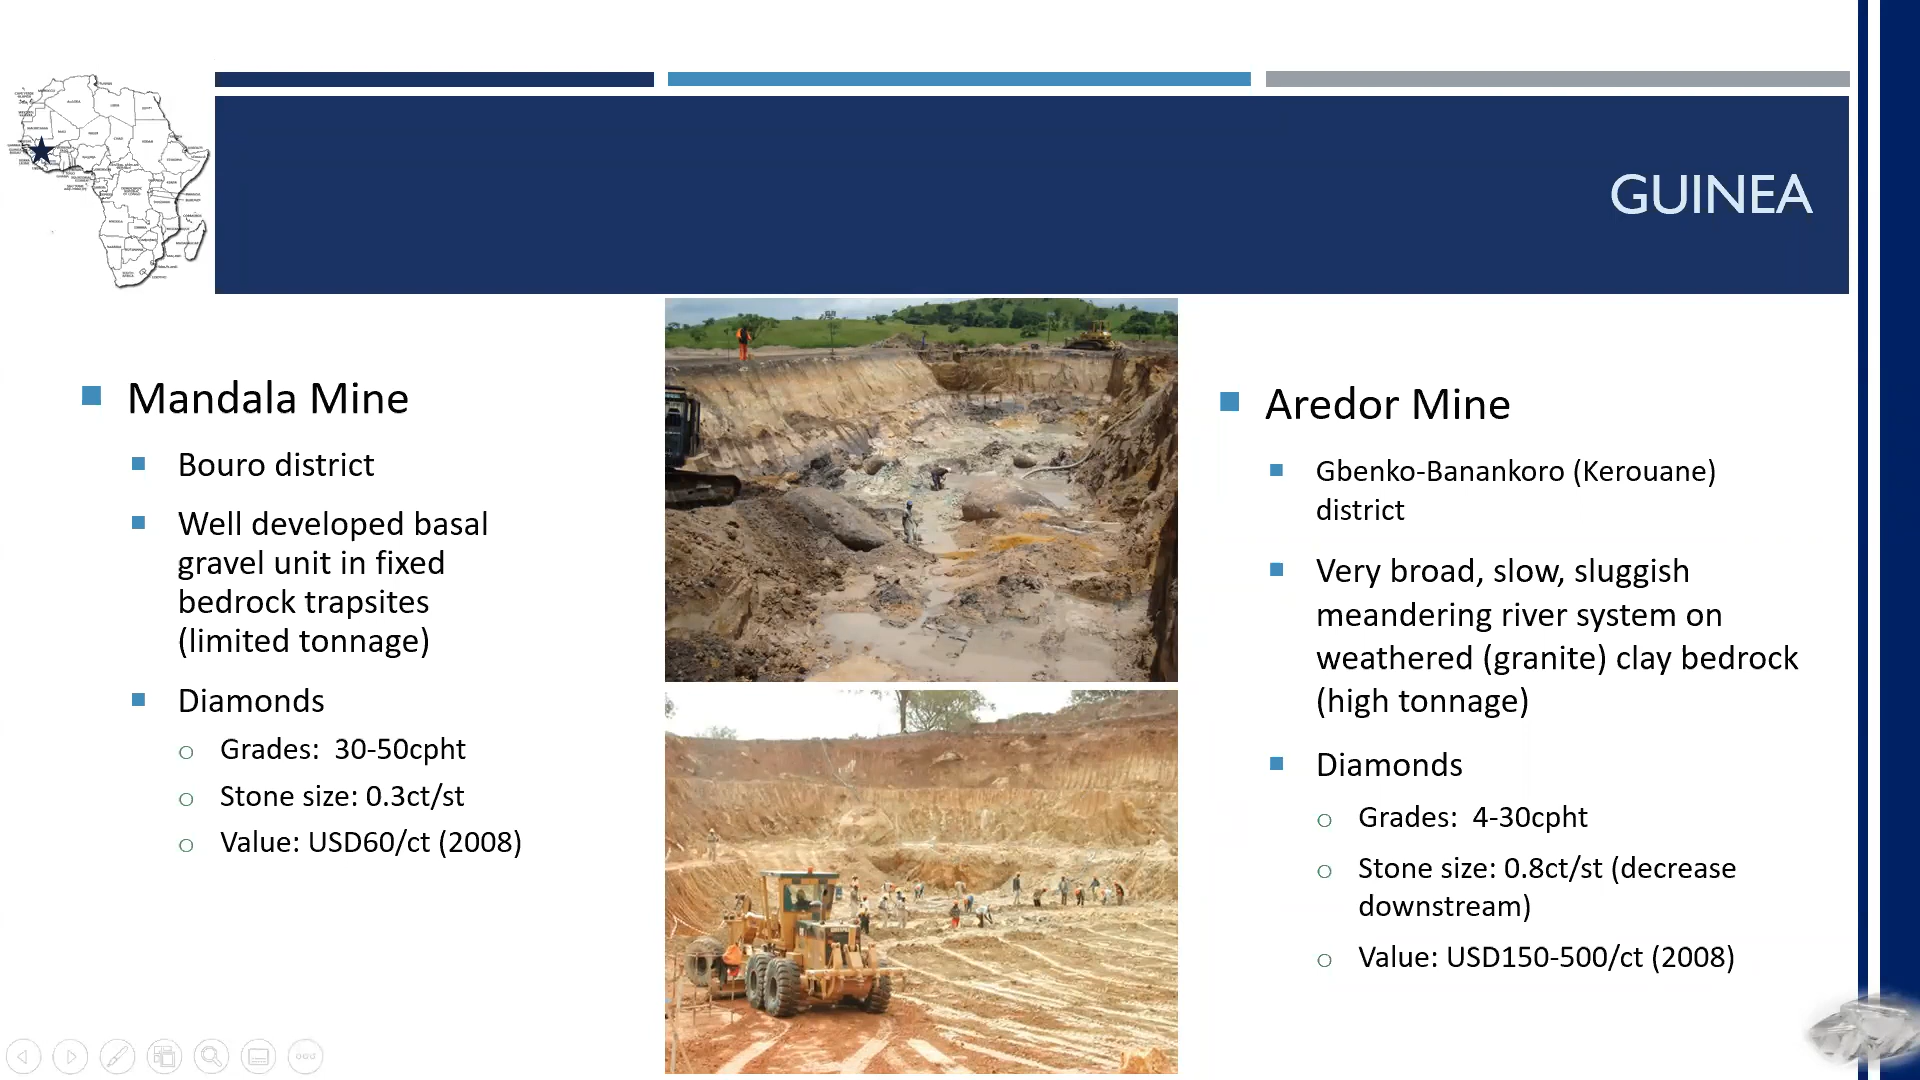 GUINEA
Mandala Mine
Bouro district
Well developed basal
gravel unit in fixed
bedrock trapsites
(limited tonnage)
Diamonds
Grades: 30-50cpht
Stone size: 0.3ct/st
Value: USD60/ct (2008)
Aredor Mine
Gbenko-Banankoro (Kerouane)
district
Very broad, slow, sluggish
meandering river system on
weathered (granite) clay bedrock
(high tonnage)
Diamonds
Grades: 4-30cpht
Stone size: 0.8ct/st (decrease
downstream)
Value: USD150-500/ct (2008)